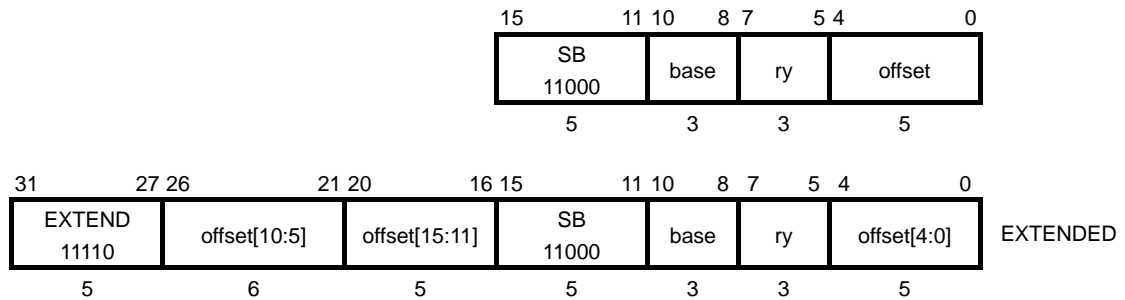 15 11 10 8 7 5 4 0
SB
11000
base
ry
offset
5 3 3 5
31 27 26 21 20 16 15 11 10 8 7 5 4 0
EXTEND
11110
offset[10:5]
offset[15:11]
SB
11000
base
ry
offset[4:0]
EXTENDED
5 6 5 5 3 3 5